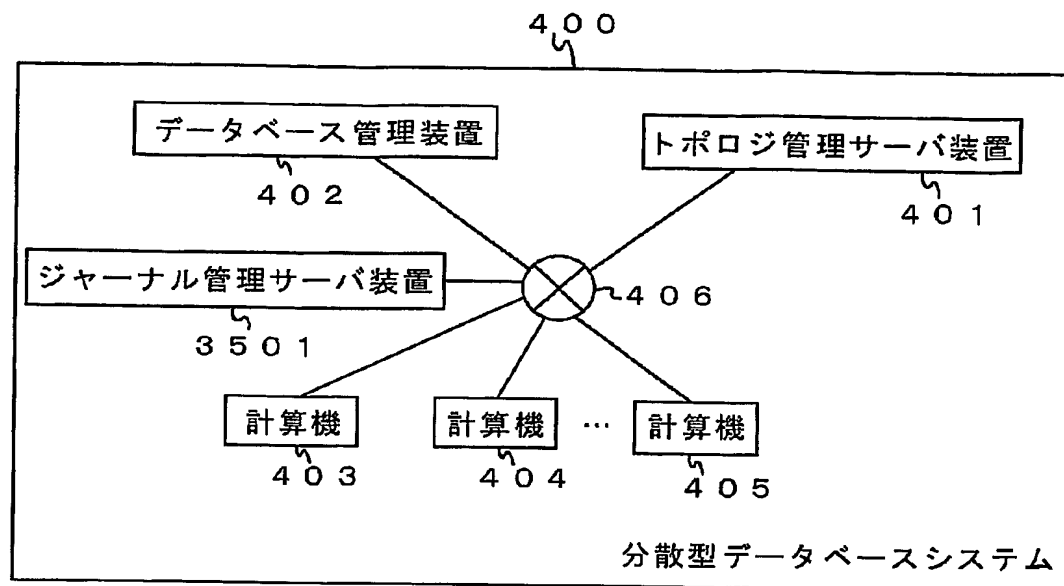 ４００
データベース管理装置
トポロジ管理サーバ装置
４０２
４０１
ジャーナル管理サーバ装置
４０６
３５０１
計算機
計算機
…
計算機
４０３
４０４
４０５
分散型データベースシステム